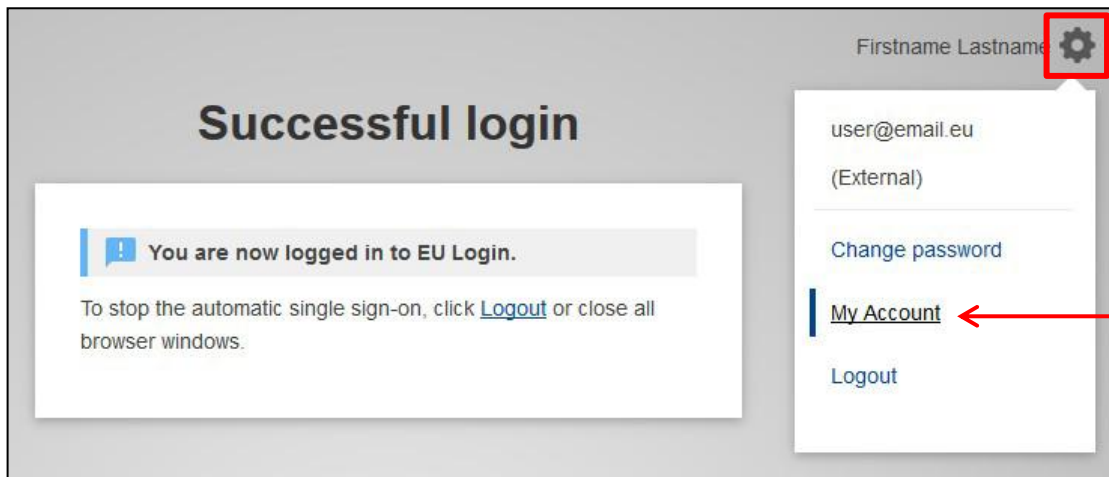 Firstname Lastname
Successful login
You are now logged in to EU Login.
To stop the automatic single sign-on, click Logout or close all
browser windows.
user@email.eu
(External)
Change password
My Account
Logout